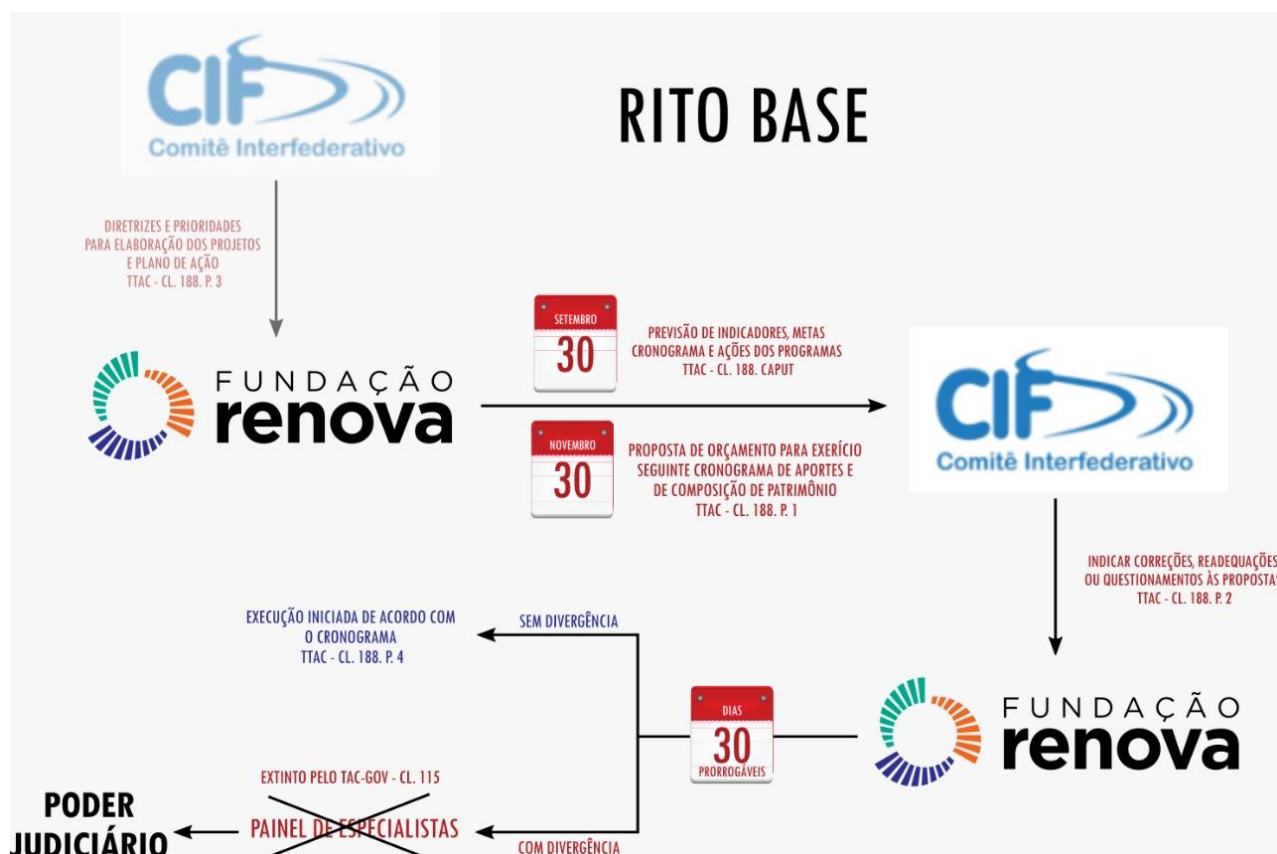 CIF
Comitê Interfederativo
RITO BASE
DIRETRIZES E PRIORIDADES
PARA ELABORAÇÃO DOS PROJETOS
E PLANO DE AÇÃO
TTAC - CL. 188. P. 3
FUNDAÇÃO
renova
SETEMBRO
30
PREVISÃO DE INDICADORES, METAS
CRONOGRAMA E AÇÕES DOS PROGRAMAS
TTAC - CL. 188. CAPUT
NOVEMBRO
30
PROPOSTA DE ORÇAMENTO PARA EXERÍCIO
SEGUINTE CRONOGRAMA DE APORTES E
DE COMPOSIÇÃO DE PATRIMÔNIO
TTAC - CL. 188. P. 1
CIF
Comitê Interfederativo
INDICAR CORREÇÕES, READEQUAÇÕES
OU QUESTIONAMENTOS ÀS PROPOSTAS
TTAC - CL. 188. P. 2
FUNDAÇÃO
renova
DIAS
30
PRORROGÁVEIS
SEM DIVERGÊNCIA
EXECUÇÃO INICIADA DE ACORDO COM
O CRONOGRAMA
TTAC - CL. 188. P. 4
COM DIVERGÊNCIA
EXTINTO PELO TAC-GOV - CL. 115
PAINEL DE ESPECIALISTAS
PODER
JUDICIÁRIO